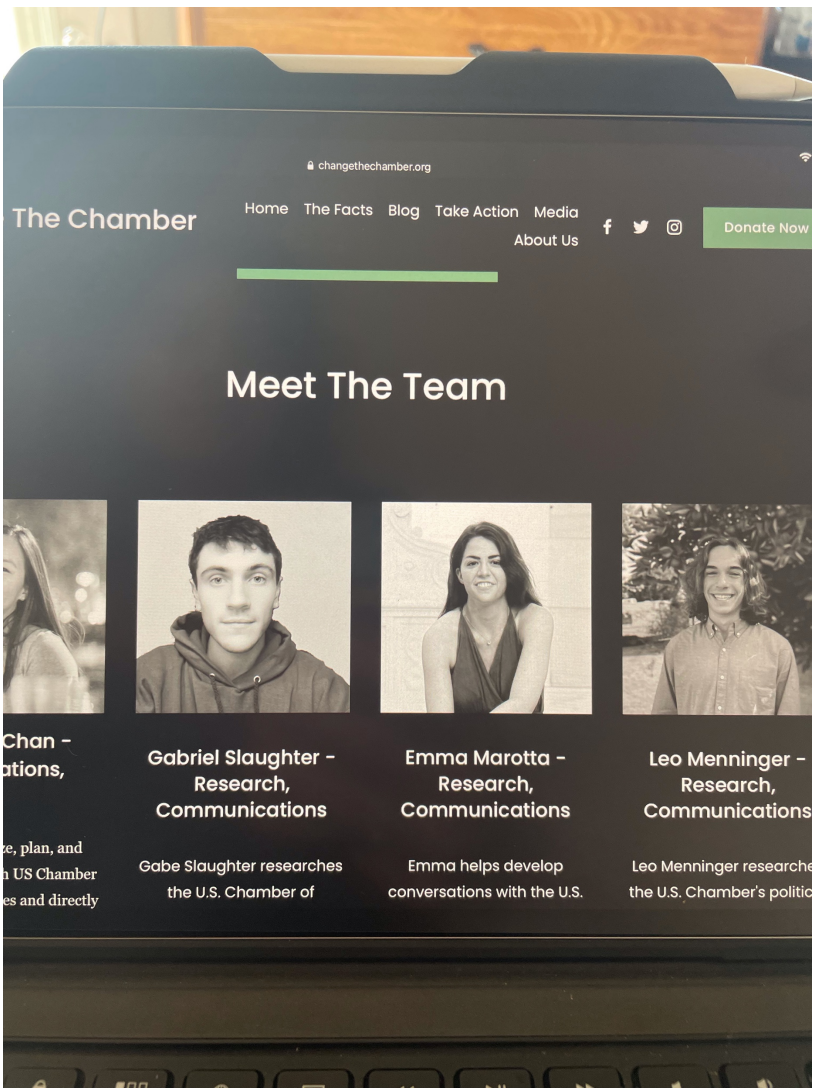 changethechamber.org
The Chamber
Home The Facts Blog Take Action Media
About Us
Donate Now
Meet The Team
Chan -
ations,
ze, plan, and
h US Chamber
es and directly
Gabriel Slaughter -
Research,
Communications
Gabe Slaughter researches
the U.S. Chamber of
Emma Marotta -
Research,
Communications
Emma helps develop
conversations with the U.S.
Leo Menninger -
Research,
Communications
Leo Menninger researche
the U.S. Chamber's politic